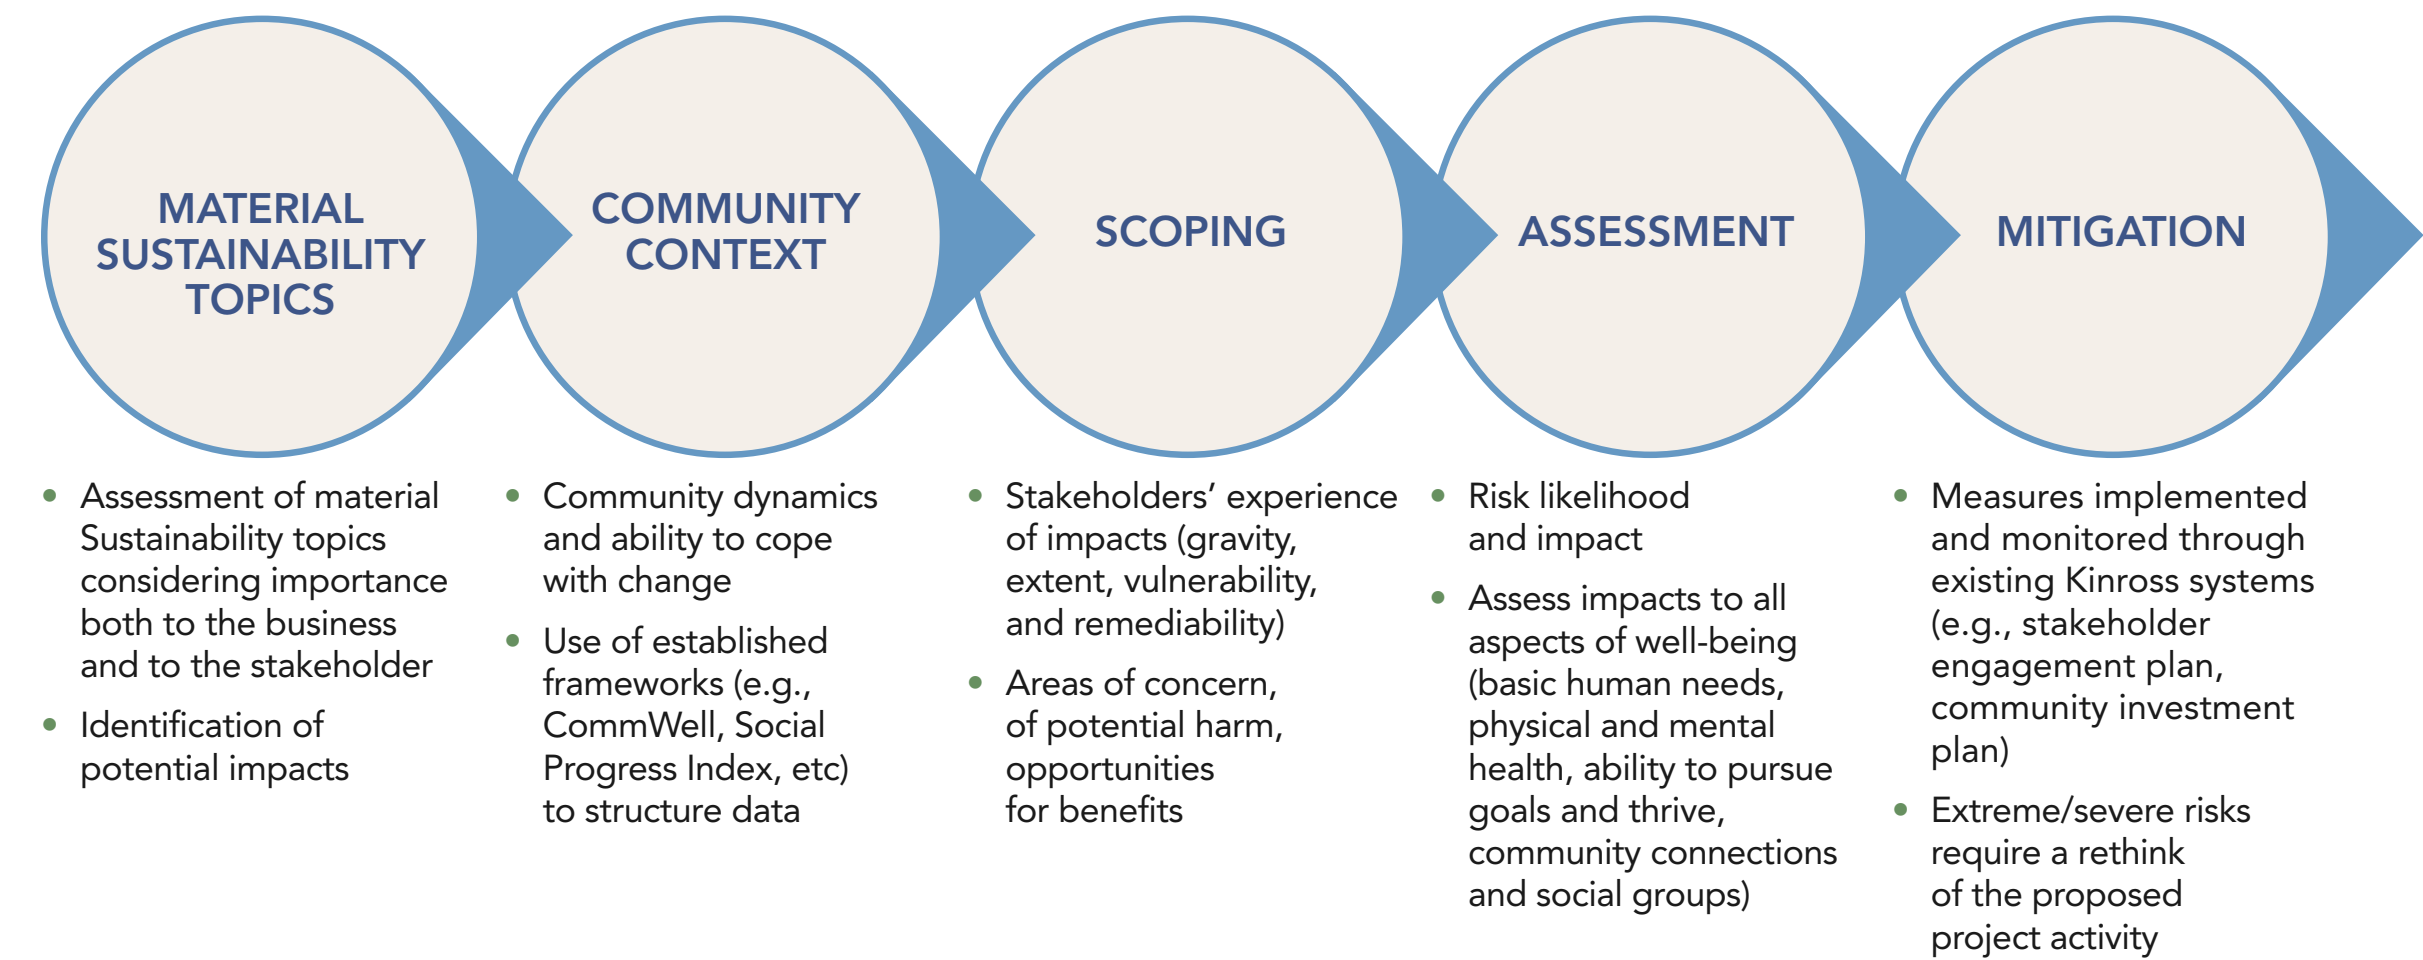 MATERIAL
SUSTAINABILITY
TOPICS
COMMUNITY
CONTEXT
SCOPING
ASSESSMENT
MITIGATION
• Assessment of material
Sustainability topics
considering importance
both to the business
and to the stakeholder
• Identification of
potential impacts
• Community dynamics
and ability to cope
with change
• Use of established
frameworks (e.g.,
CommWell, Social
Progress Index, etc)
to structure data
• Stakeholders’ experience
of impacts (gravity,
extent, vulnerability,
and remediability)
• Areas of concern,
of potential harm,
opportunities
for benefits
• Risk likelihood
and impact
• Assess impacts to all
aspects of well-being
(basic human needs,
physical and mental
health, ability to pursue
goals and thrive,
community connections
and social groups)
• Measures implemented
and monitored through
existing Kinross systems
(e.g., stakeholder
engagement plan,
community investment
plan)
• Extreme/severe risks
require a rethink
of the proposed
project activity